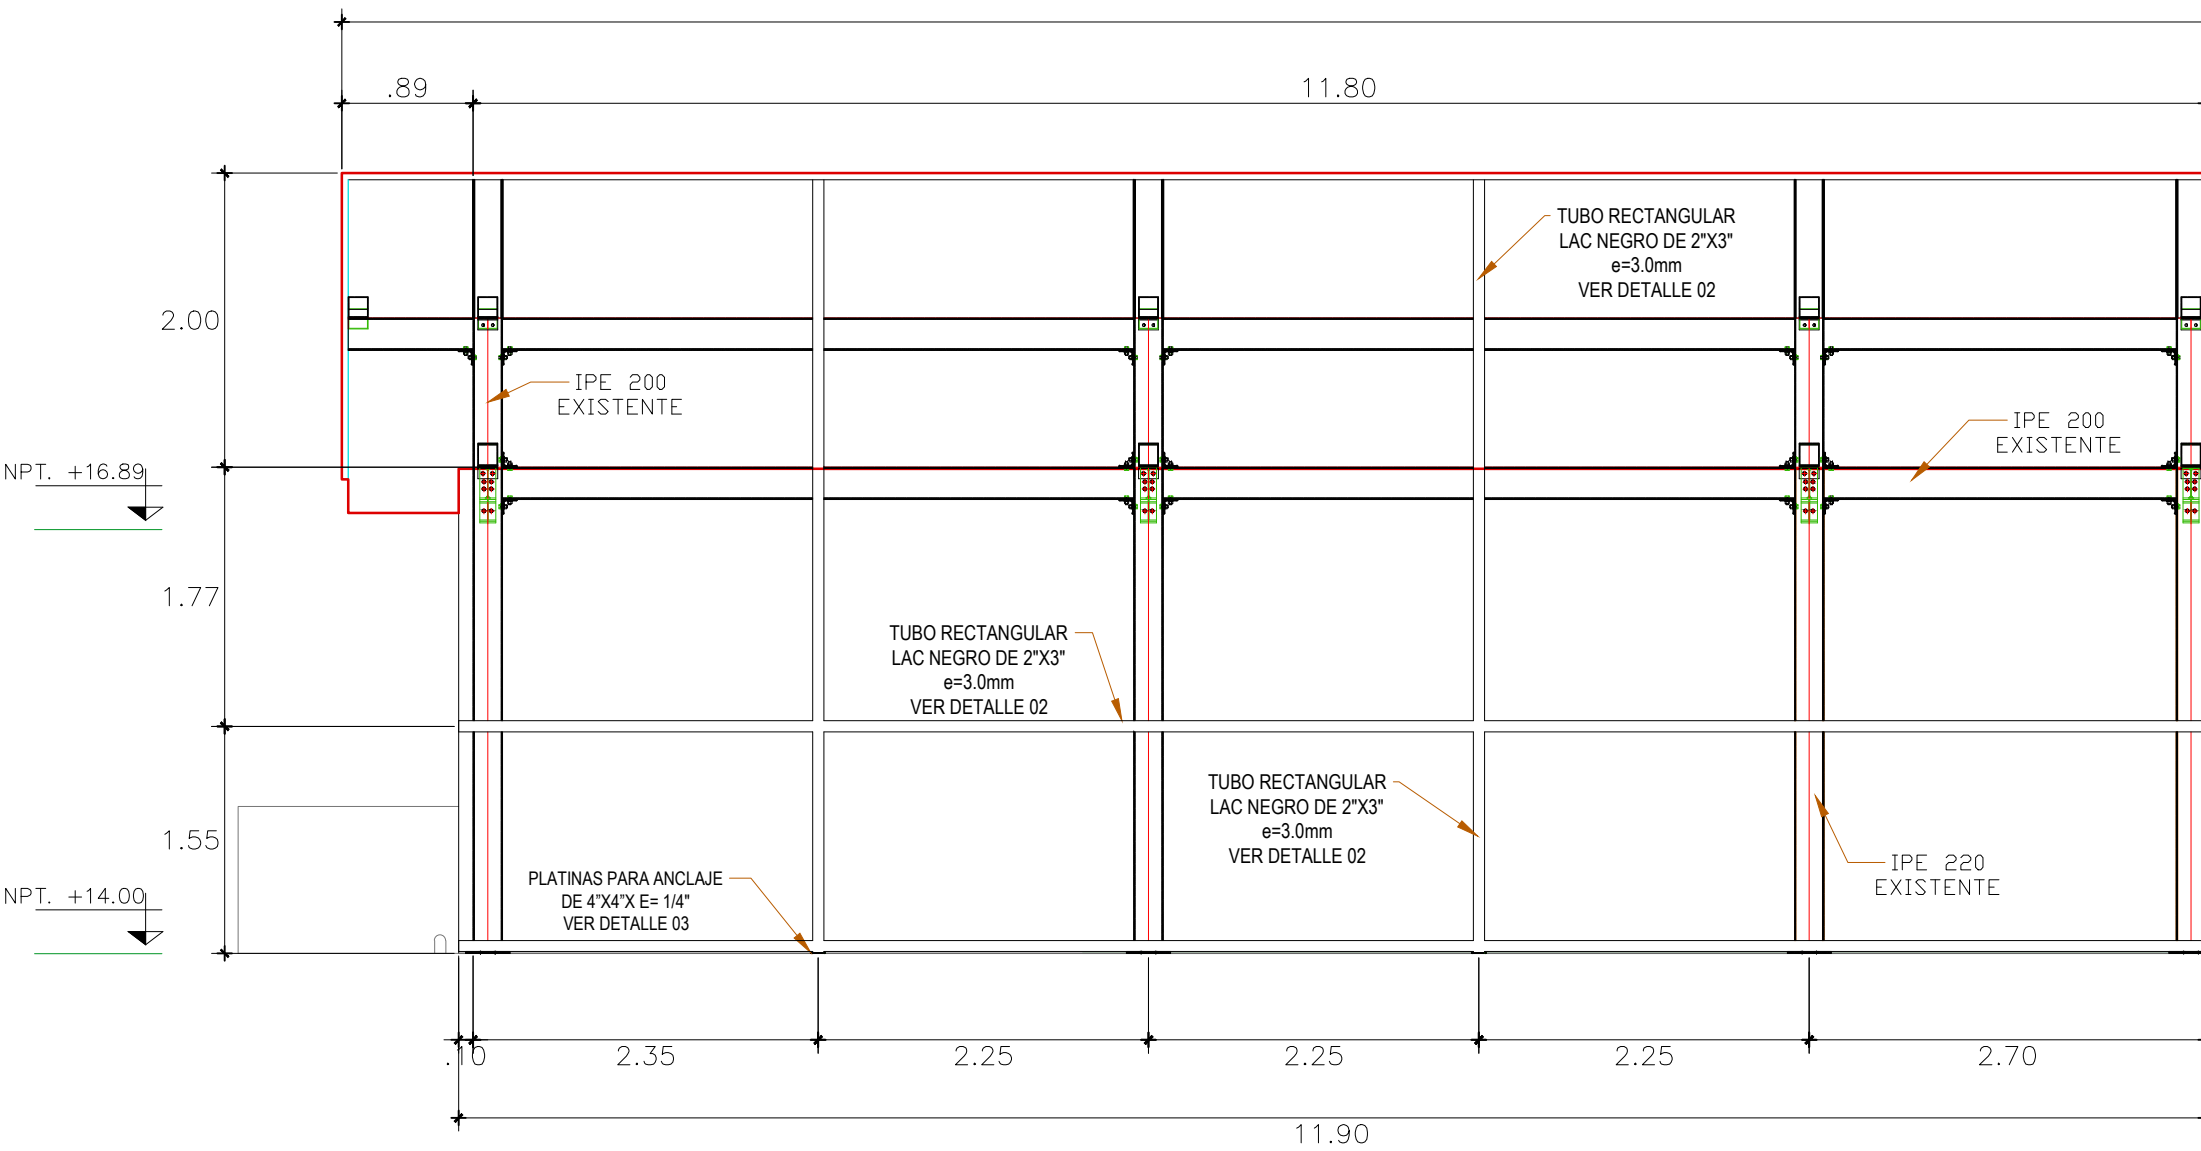 .89
11.80
TUBO RECTANGULAR
LAC NEGRO DE 2"X3"
e=3.0mm
VER DETALLE 02
2.00
IPE 200
EXISTENTE
IPE 200
EXISTENTE
NPT. +16.89
1.77
TUBO RECTANGULAR
LAC NEGRO DE 2"X3"
e=3.0mm
VER DETALLE 02
TUBO RECTANGULAR
LAC NEGRO DE 2"X3"
e=3.0mm
VER DETALLE 02
1.55
IPE 220
EXISTENTE
PLATINAS PARA ANCLAJE
DE 4"X4"X E= 1/4"
VER DETALLE 03
NPT. +14.00
.10
2.35
2.25
2.25
2.25
2.70
11.90